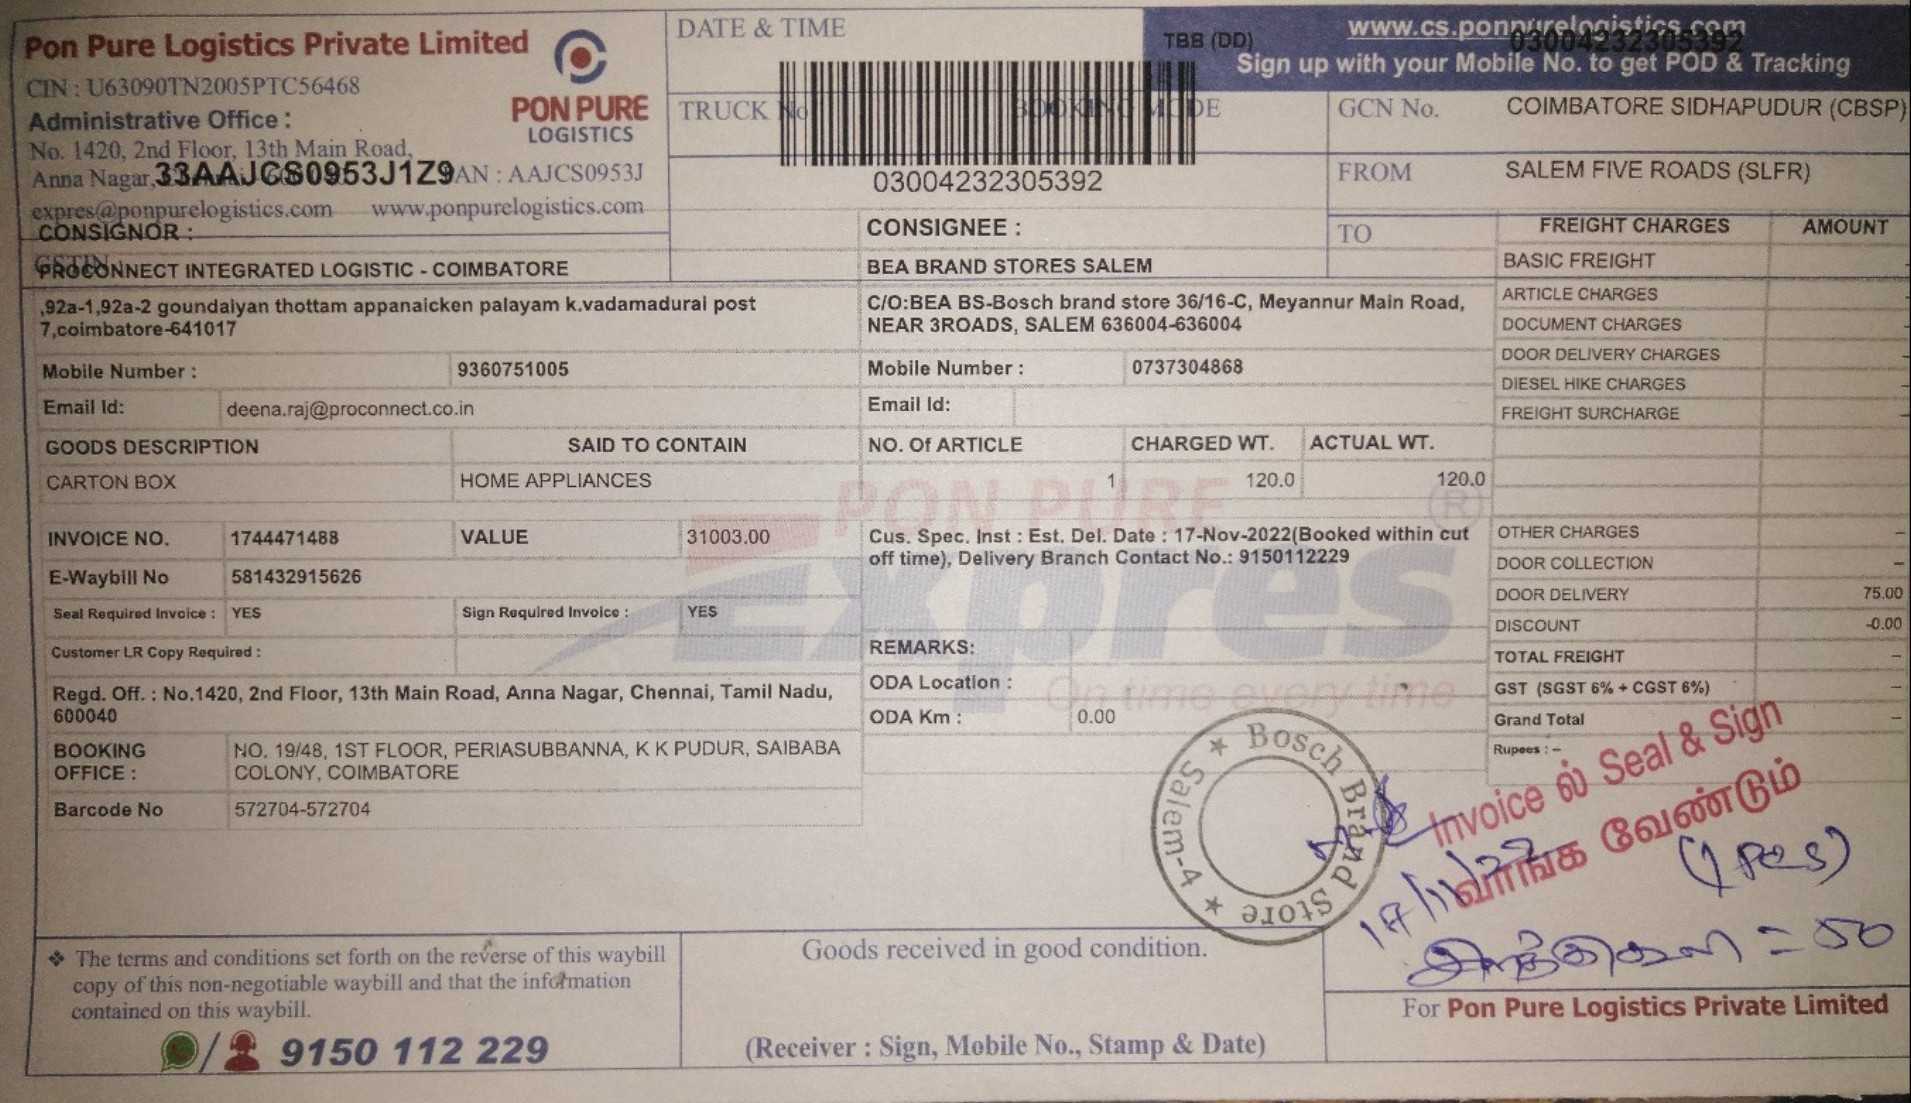 Pon Pure Logistics Private Limited
CIN : U63090TN2005PTC56468
Administrative Office :
No. 1420, 2nd Floor, 13th Main Road,
Anna Nagar,
33AAJCS0953J1Z9
AN : AAJCS0953J
expres@ponpurelogistics.com www.ponpurelogistics.com
GSTIN
PON PURE
LOGISTICS
DATE & TIME
TRUCK No
BOOKING MODE
TBB (DD)
03004232305392
www.cs.ponpurelogistics.com
03004232305392
Sign up with your Mobile No. to get POD & Tracking
GCN No. COIMBATORE SIDHAPUDUR (CBSP)
FROM SALEM FIVE ROADS (SLFR)
TO
CONSIGNOR :
PROCONNECT INTEGRATED LOGISTIC - COIMBATORE
,92a-1,92a-2 goundaiyan thottam appanaicken palayam k.vadamadurai post
7,coimbatore-641017
Mobile Number : 9360751005
Email Id: deena.raj@proconnect.co.in
CONSIGNEE :
BEA BRAND STORES SALEM
C/O:BEA BS-Bosch brand store 36/16-C, Meyannur Main Road,
NEAR 3ROADS, SALEM 636004-636004
Mobile Number : 0737304868
Email Id:
GOODS DESCRIPTION SAID TO CONTAIN NO. Of ARTICLE CHARGED WT. ACTUAL WT.
CARTON BOX HOME APPLIANCES 1 120.0 120.0
INVOICE NO. 1744471488 VALUE 31003.00
E-Waybill No 581432915626
Seal Required Invoice : YES Sign Required Invoice : YES
Customer LR Copy Required :
Regd. Off. : No.1420, 2nd Floor, 13th Main Road, Anna Nagar, Chennai, Tamil Nadu,
600040
BOOKING OFFICE : NO. 19/48, 1ST FLOOR, PERIASUBBANNA, K K PUDUR, SAIBABA
COLONY, COIMBATORE
Barcode No 572704-572704
Cus. Spec. Inst : Est. Del. Date : 17-Nov-2022(Booked within cut
off time), Delivery Branch Contact No.: 9150112229
REMARKS:
ODA Location :
ODA Km : 0.00
PON PURE ®
Expres
On time every time
FREIGHT CHARGES AMOUNT
BASIC FREIGHT
ARTICLE CHARGES
DOCUMENT CHARGES
DOOR DELIVERY CHARGES
DIESEL HIKE CHARGES
FREIGHT SURCHARGE
OTHER CHARGES –
DOOR COLLECTION –
DOOR DELIVERY 75.00
DISCOUNT -0.00
TOTAL FREIGHT –
GST (SGST 6% + CGST 6%) –
Grand Total –
Rupees : –
★ Bosch Brand Store ★ Salem-4
Invoice ல் Seal & Sign
வாங்க வேண்டும்
17/11/22
(1 PCS)
= 50
❖ The terms and conditions set forth on the reverse of this waybill
copy of this non-negotiable waybill and that the information
contained on this waybill.
/ 9150 112 229
Goods received in good condition.
(Receiver : Sign, Mobile No., Stamp & Date)
For Pon Pure Logistics Private Limited